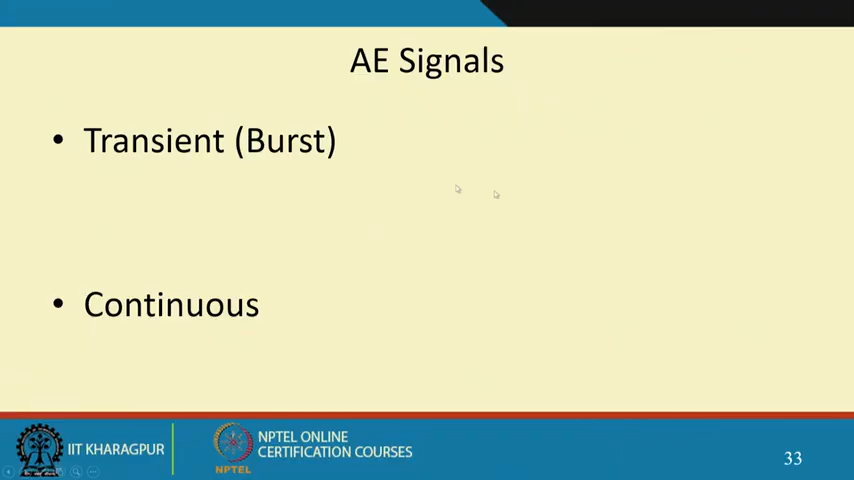 AE Signals
• Transient (Burst)
• Continuous
IIT KHARAGPUR
NPTEL
NPTEL ONLINE
CERTIFICATION COURSES
33